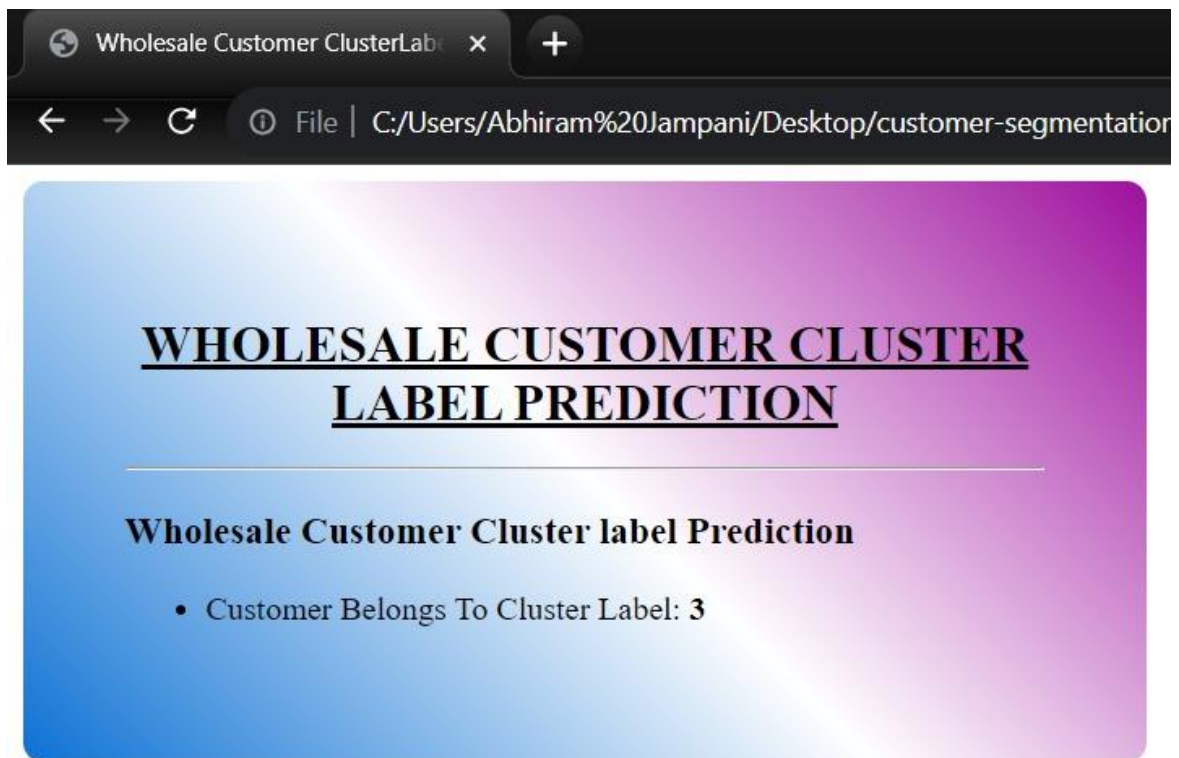 Wholesale Customer ClusterLab
File | C:/Users/Abhiram%20Jampani/Desktop/customer-segmentation
WHOLESALE CUSTOMER CLUSTER
LABEL PREDICTION
Wholesale Customer Cluster label Prediction
• Customer Belongs To Cluster Label: 3